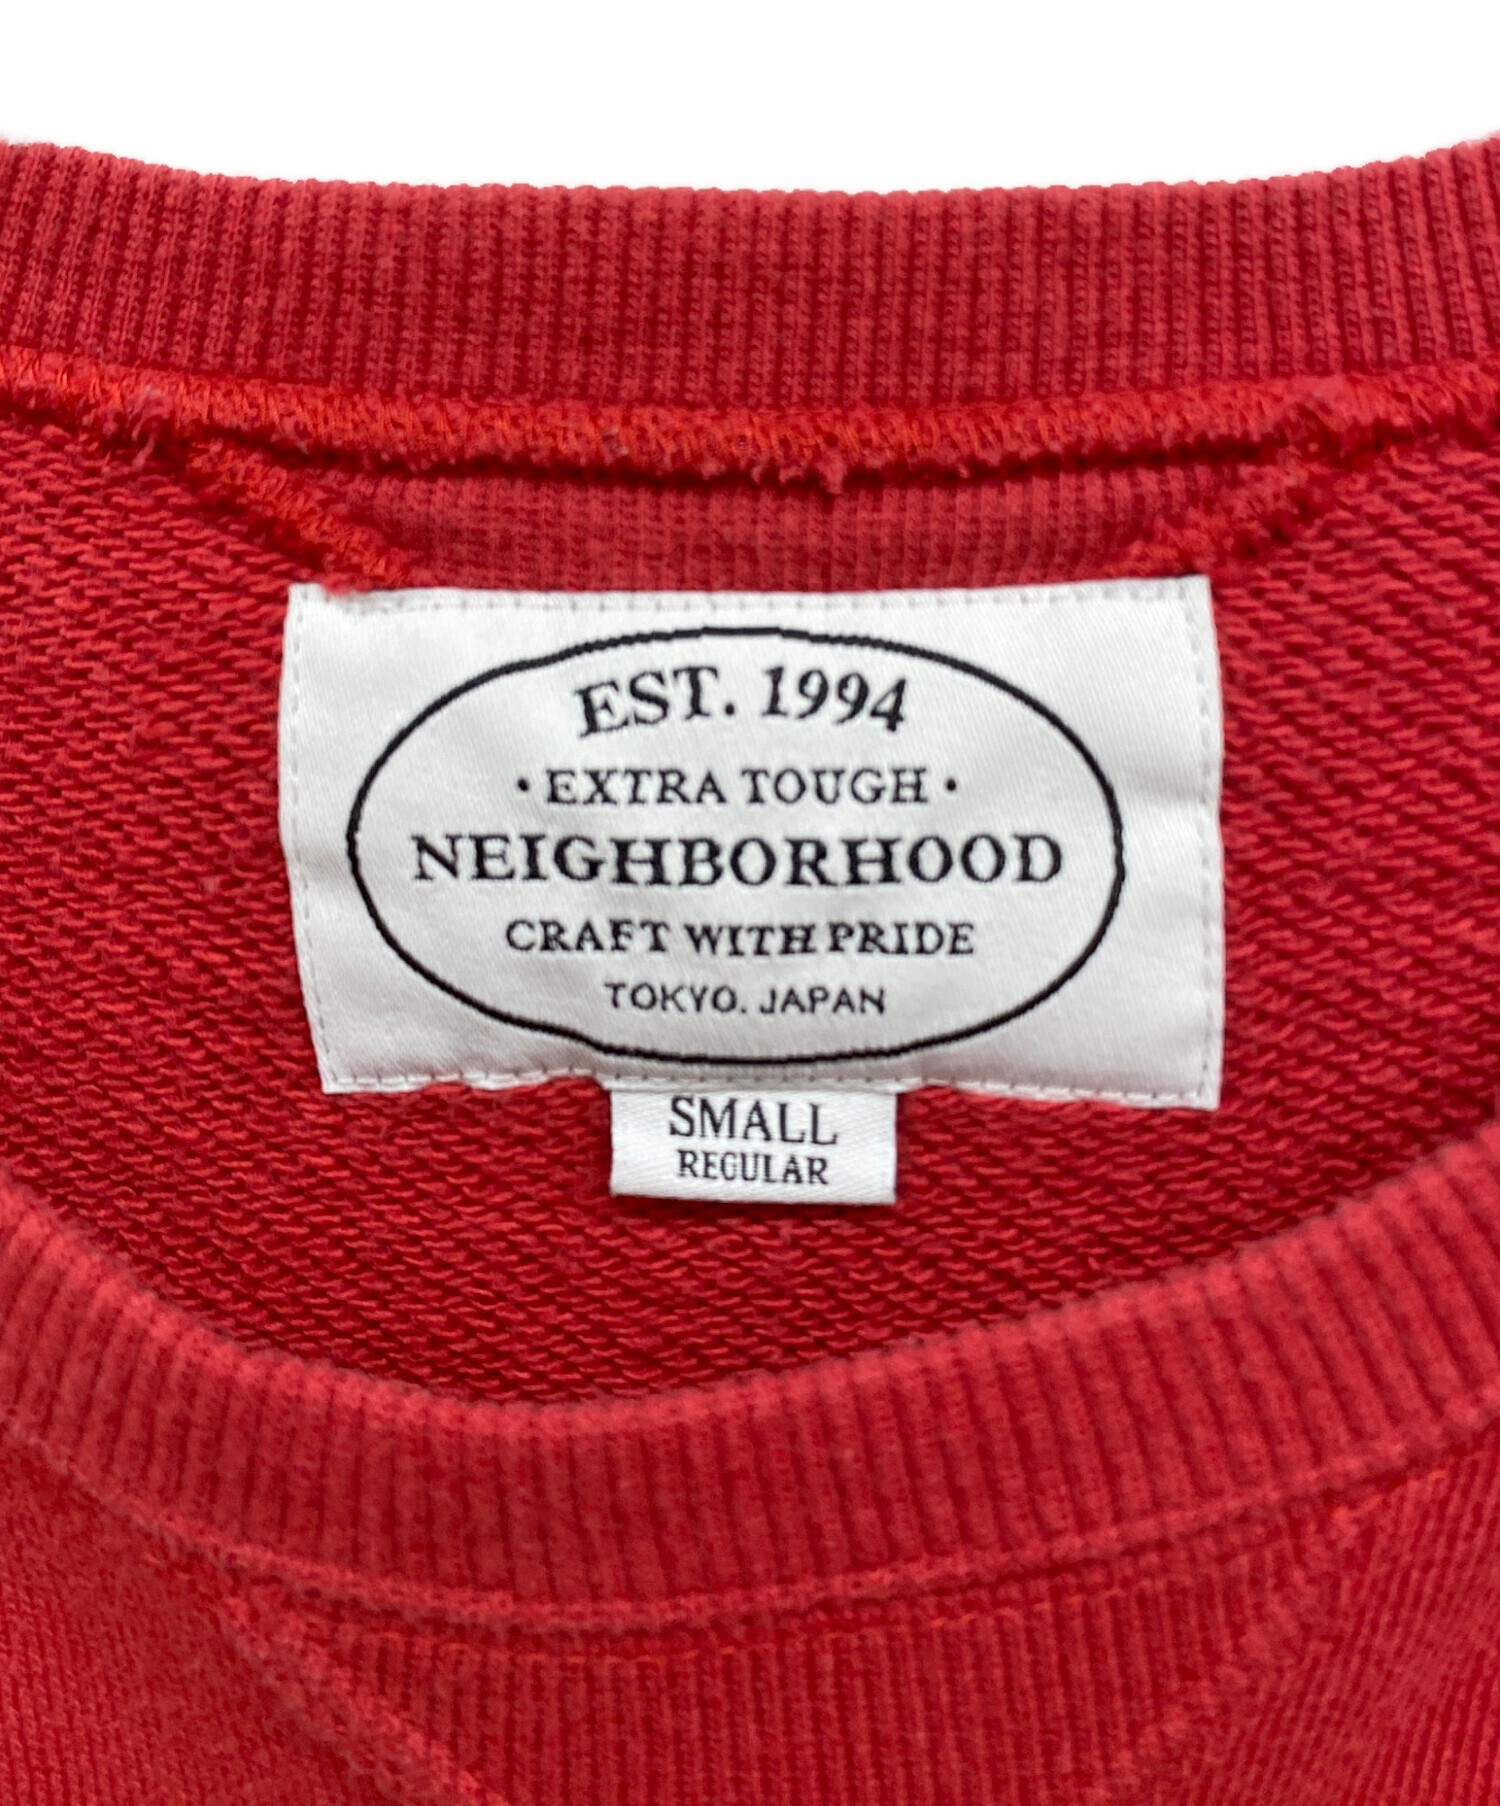 EST. 1994
• EXTRA TOUGH •
NEIGHBORHOOD
CRAFT WITH PRIDE
TOKYO. JAPAN
SMALL
REGULAR